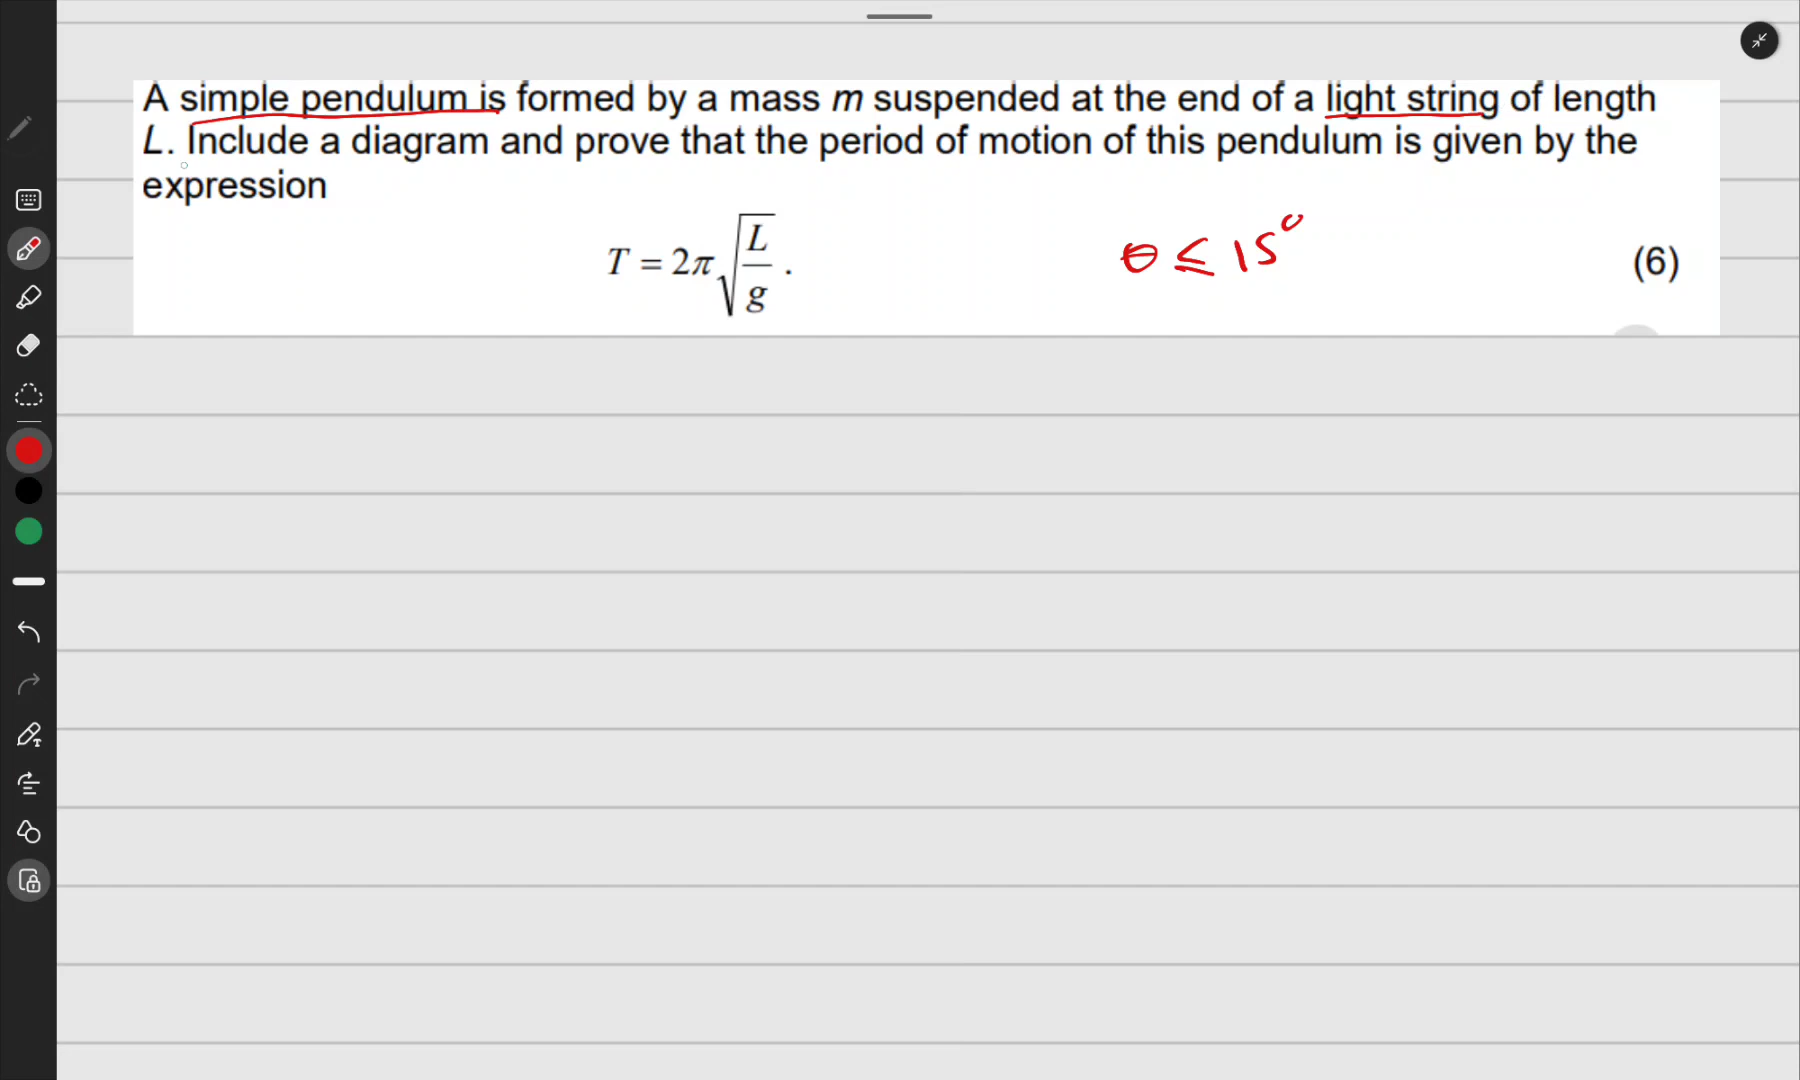 A simple pendulum is formed by a mass m suspended at the end of a light string of length
L. Include a diagram and prove that the period of motion of this pendulum is given by the
expression
T = 2π√(L/g) .
θ ≤ 15°
(6)